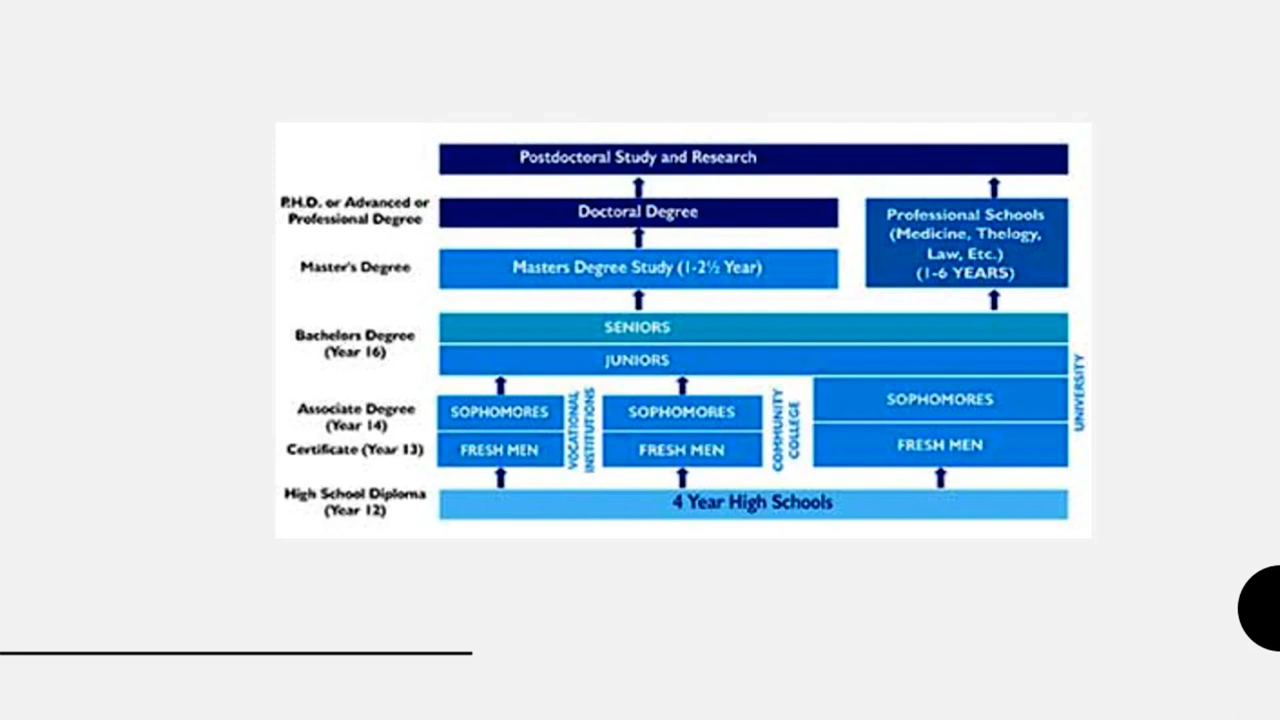 Postdoctoral Study and Research
P.H.D. or Advanced or
Professional Degree
Doctoral Degree
Professional Schools
(Medicine, Thelogy,
Law, Etc.)
(1-6 YEARS)
Master's Degree
Masters Degree Study (1-2½ Year)
Bachelors Degree
(Year 16)
SENIORS
JUNIORS
UNIVERSITY
Associate Degree
(Year 14)
SOPHOMORES
VOCATIONAL
INSTITUTIONS
SOPHOMORES
COMMUNITY
COLLEGE
SOPHOMORES
Certificate (Year 13)
FRESH MEN
FRESH MEN
FRESH MEN
High School Diploma
(Year 12)
4 Year High Schools